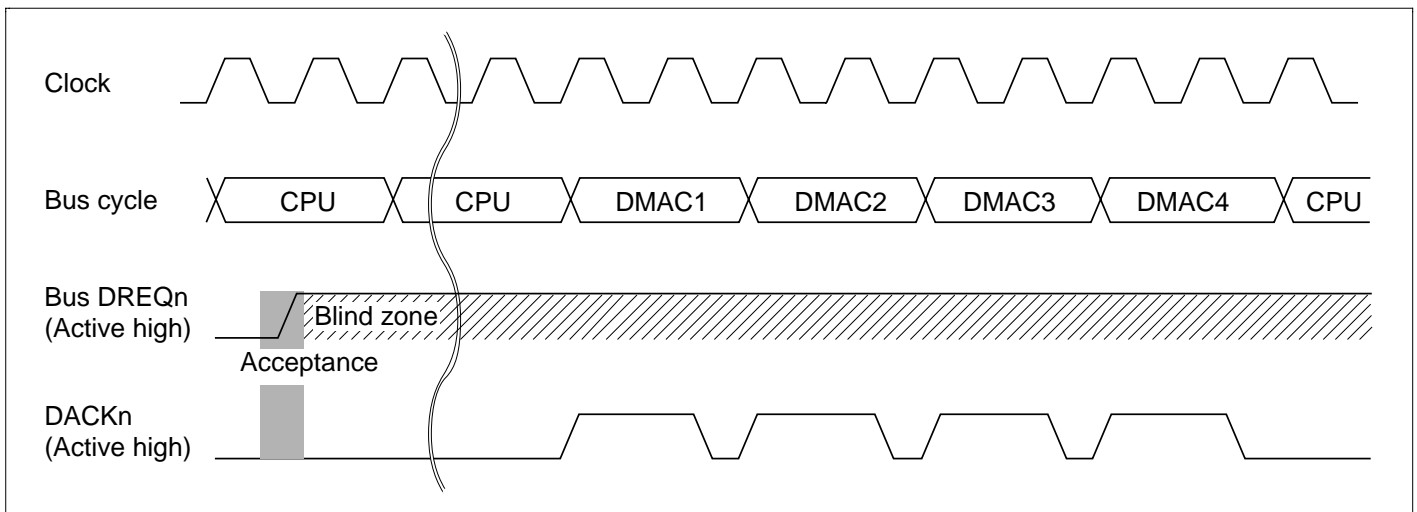 Clock
Bus cycle
CPU CPU DMAC1 DMAC2 DMAC3 DMAC4 CPU
Bus DREQn
(Active high)
Blind zone
Acceptance
DACKn
(Active high)